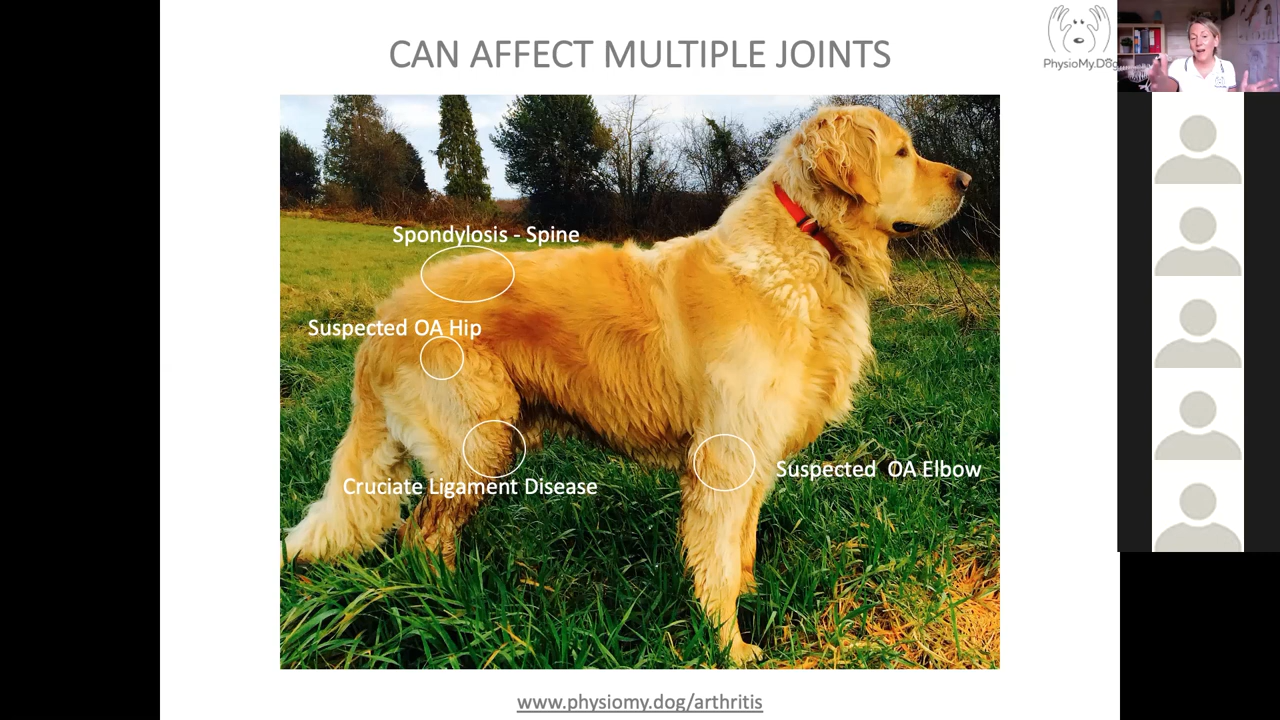 CAN AFFECT MULTIPLE JOINTS
PhysioMy.Dog
Spondylosis - Spine
Suspected OA Hip
Cruciate Ligament Disease
Suspected OA Elbow
www.physiomy.dog/arthritis